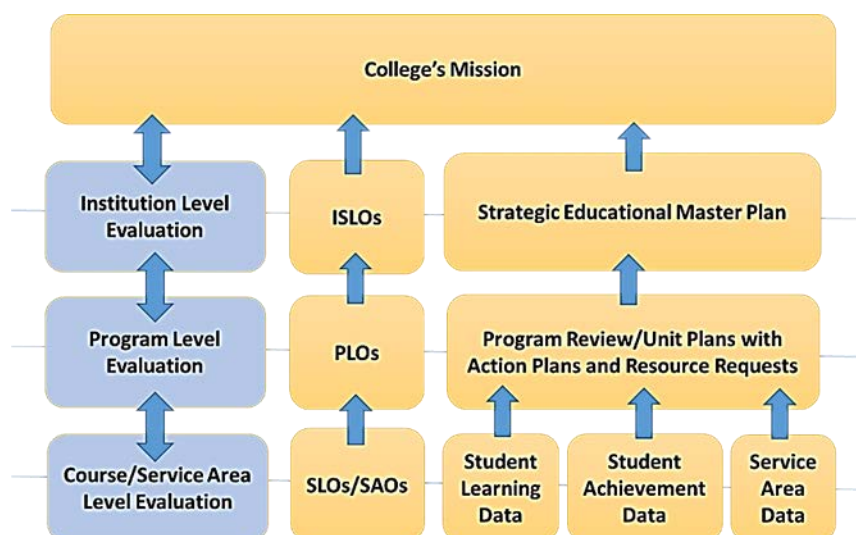 College's Mission
Institution Level
Evaluation
ISLOs
Strategic Educational Master Plan
Program Level
Evaluation
PLOs
Program Review/Unit Plans with
Action Plans and Resource Requests
Course/Service Area
Level Evaluation
SLOs/SAOs
Student
Learning
Data
Student
Achievement
Data
Service
Area
Data